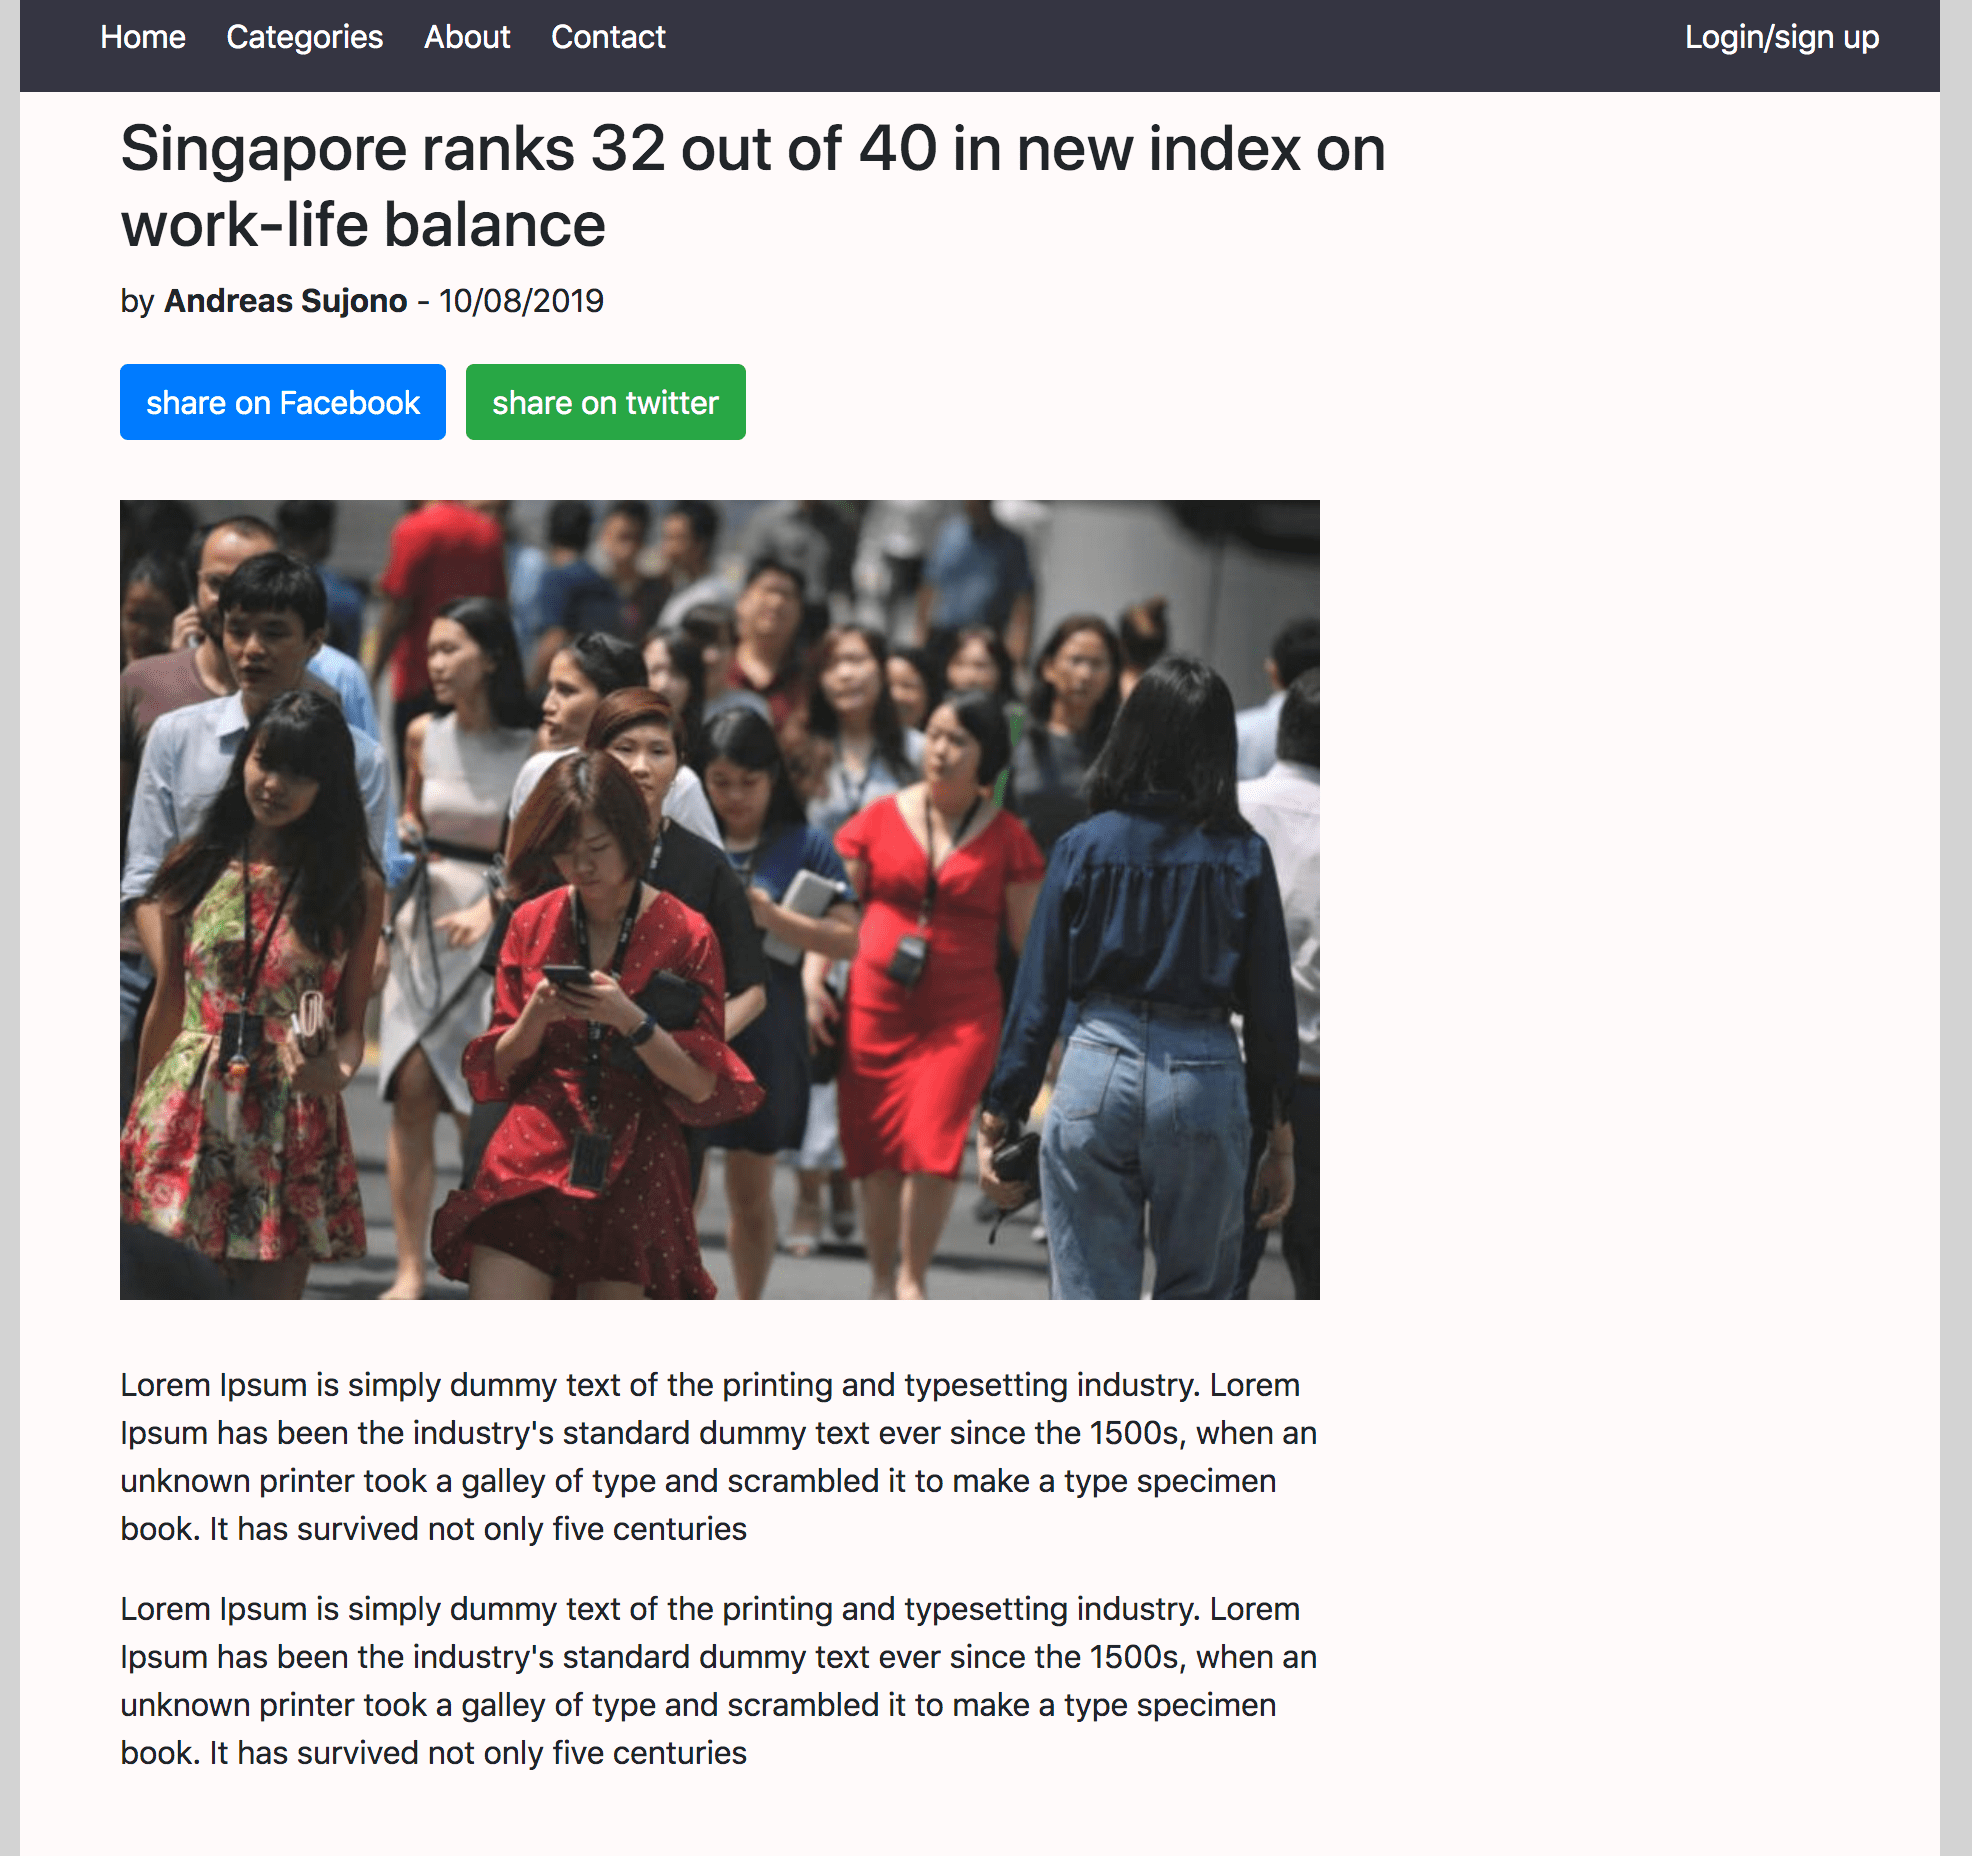 Home Categories About Contact Login/sign up
Singapore ranks 32 out of 40 in new index on
work-life balance
by Andreas Sujono - 10/08/2019
share on Facebook share on twitter
Lorem Ipsum is simply dummy text of the printing and typesetting industry. Lorem
Ipsum has been the industry's standard dummy text ever since the 1500s, when an
unknown printer took a galley of type and scrambled it to make a type specimen
book. It has survived not only five centuries
Lorem Ipsum is simply dummy text of the printing and typesetting industry. Lorem
Ipsum has been the industry's standard dummy text ever since the 1500s, when an
unknown printer took a galley of type and scrambled it to make a type specimen
book. It has survived not only five centuries